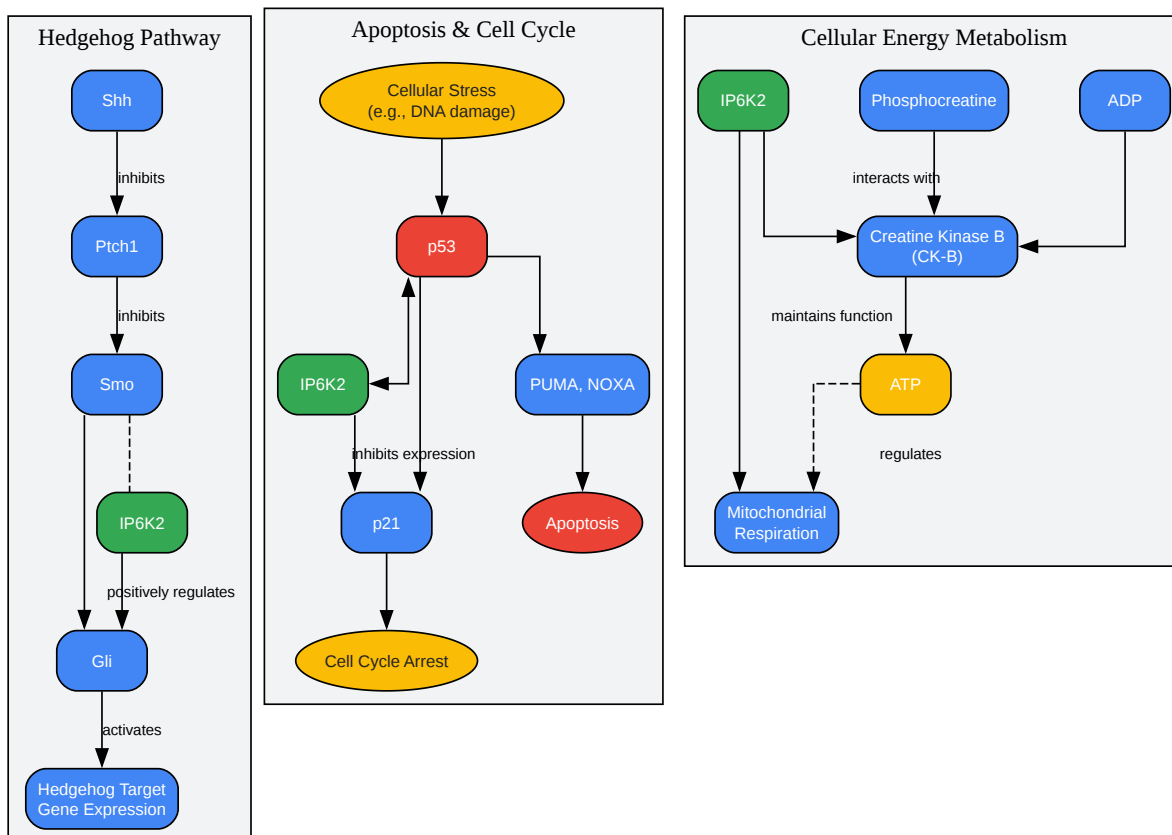 Hedgehog Pathway
Shh
inhibits
Ptch1
inhibits
Smo
IP6K2
positively regulates
Gli
activates
Hedgehog Target
Gene Expression
Apoptosis & Cell Cycle
Cellular Stress
(e.g., DNA damage)
p53
IP6K2
PUMA, NOXA
inhibits expression
p21
Apoptosis
Cell Cycle Arrest
Cellular Energy Metabolism
IP6K2
Phosphocreatine
ADP
interacts with
Creatine Kinase B
(CK-B)
maintains function
ATP
regulates
Mitochondrial
Respiration